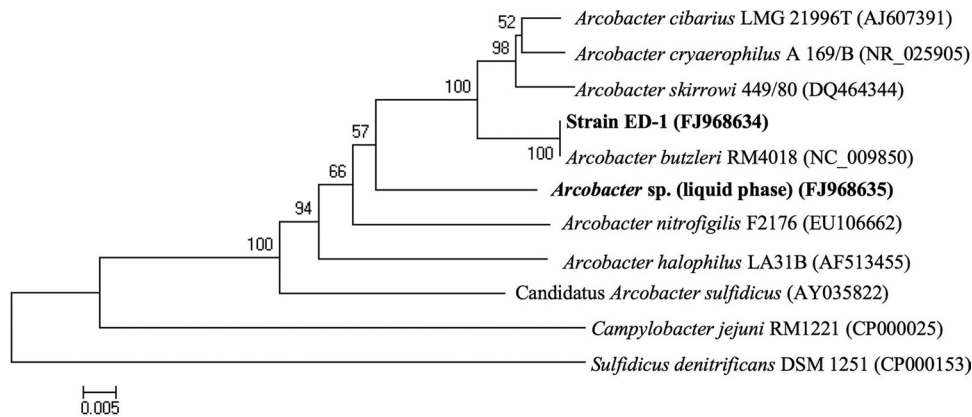 52 Arcobacter cibarius LMG 21996T (AJ607391)
98 Arcobacter cryaerophilus A 169/B (NR_025905)
100 Arcobacter skirrowi 449/80 (DQ464344)
Strain ED-1 (FJ968634)
57
100 Arcobacter butzleri RM4018 (NC_009850)
66 Arcobacter sp. (liquid phase) (FJ968635)
94 Arcobacter nitrofigilis F2176 (EU106662)
100 Arcobacter halophilus LA31B (AF513455)
Candidatus Arcobacter sulfidicus (AY035822)
Campylobacter jejuni RM1221 (CP000025)
Sulfidicus denitrificans DSM 1251 (CP000153)
0.005